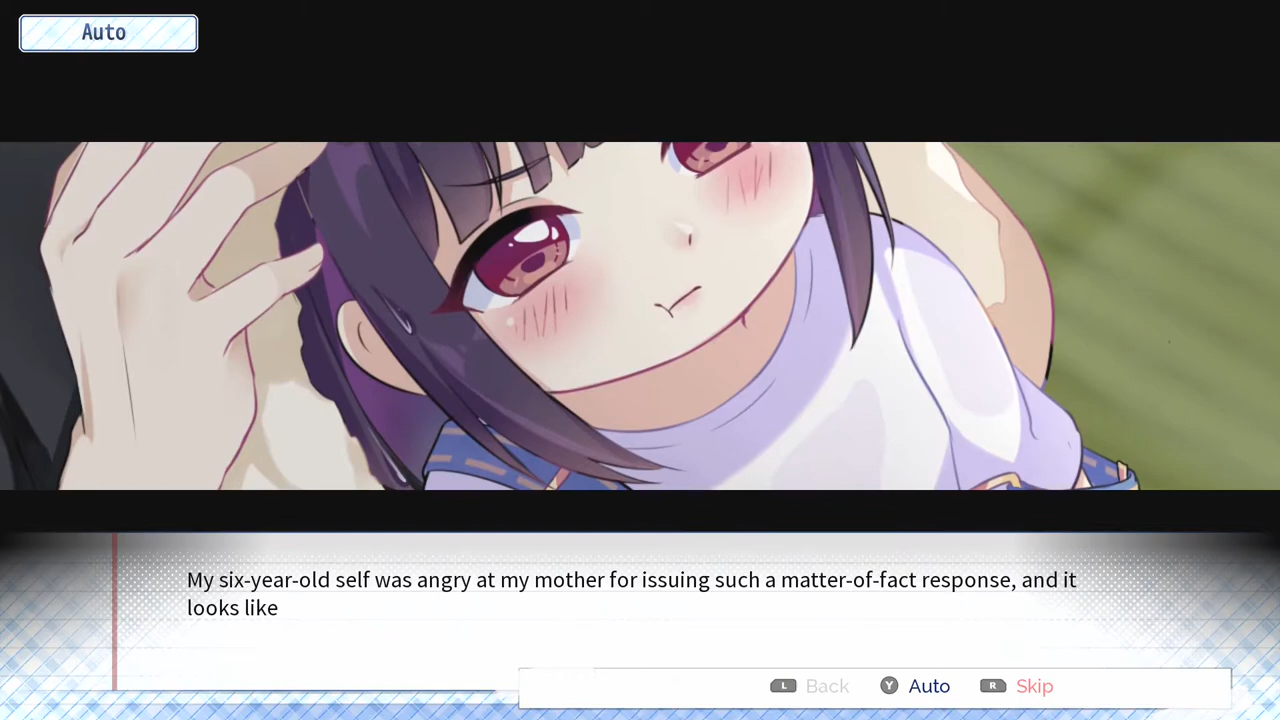 Auto
My six-year-old self was angry at my mother for issuing such a matter-of-fact response, and it
looks like
L Back Y Auto R Skip